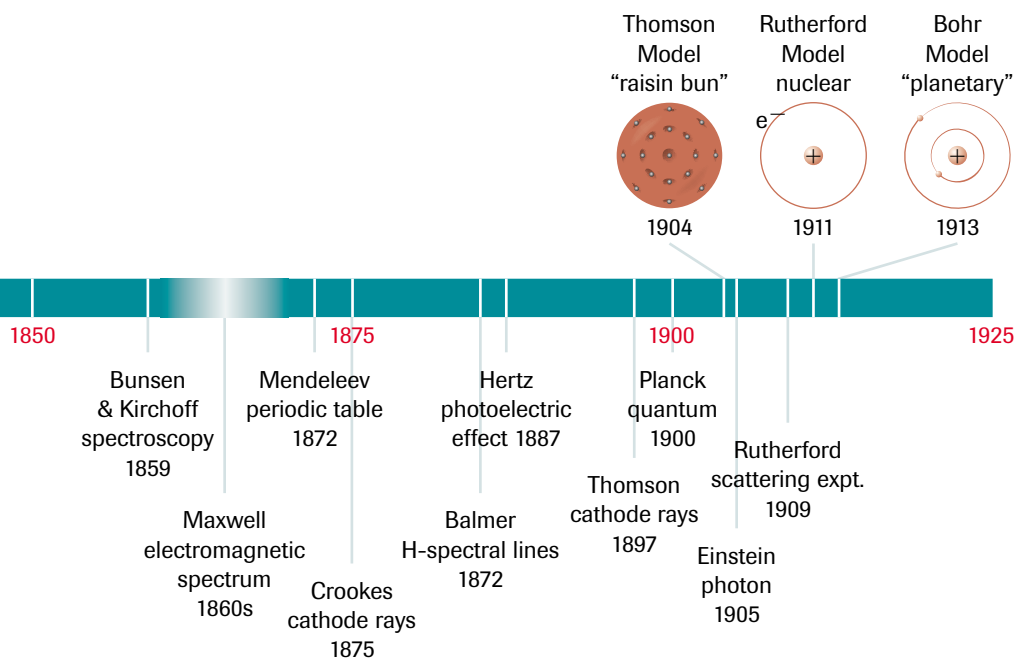 Thomson
Model
“raisin bun”
1904
Rutherford
Model
nuclear
e—
+
1911
Bohr
Model
“planetary”
+
1913
1850
1875
1900
1925
Bunsen
& Kirchoff
spectroscopy
1859
Maxwell
electromagnetic
spectrum
1860s
Mendeleev
periodic table
1872
Crookes
cathode rays
1875
Hertz
photoelectric
effect 1887
Balmer
H-spectral lines
1872
Planck
quantum
1900
Thomson
cathode rays
1897
Rutherford
scattering expt.
1909
Einstein
photon
1905